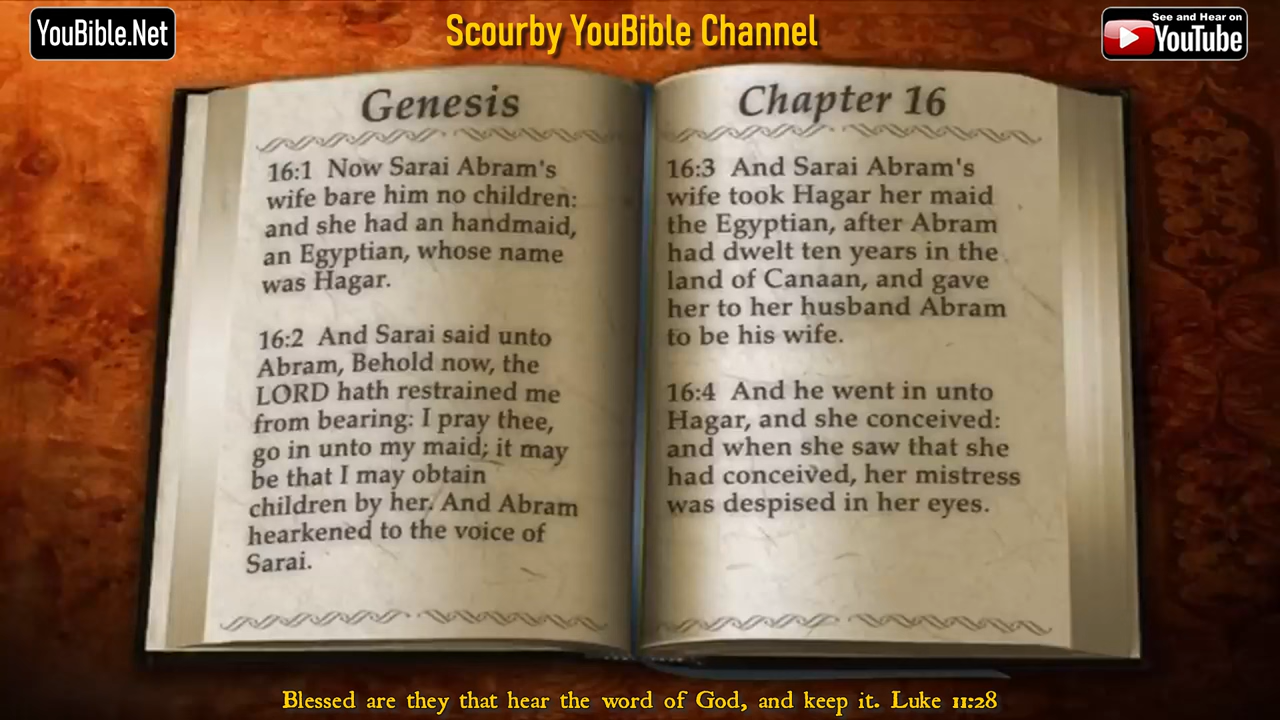 YouBible.Net
Scourby YouBible Channel
See and Hear on
YouTube
Genesis
16:1 Now Sarai Abram's
wife bare him no children:
and she had an handmaid,
an Egyptian, whose name
was Hagar.
16:2 And Sarai said unto
Abram, Behold now, the
LORD hath restrained me
from bearing: I pray thee,
go in unto my maid; it may
be that I may obtain
children by her. And Abram
hearkened to the voice of
Sarai.
Chapter 16
16:3 And Sarai Abram's
wife took Hagar her maid
the Egyptian, after Abram
had dwelt ten years in the
land of Canaan, and gave
her to her husband Abram
to be his wife.
16:4 And he went in unto
Hagar, and she conceived:
and when she saw that she
had conceived, her mistress
was despised in her eyes.
Blessed are they that hear the word of God, and keep it. Luke 11:28